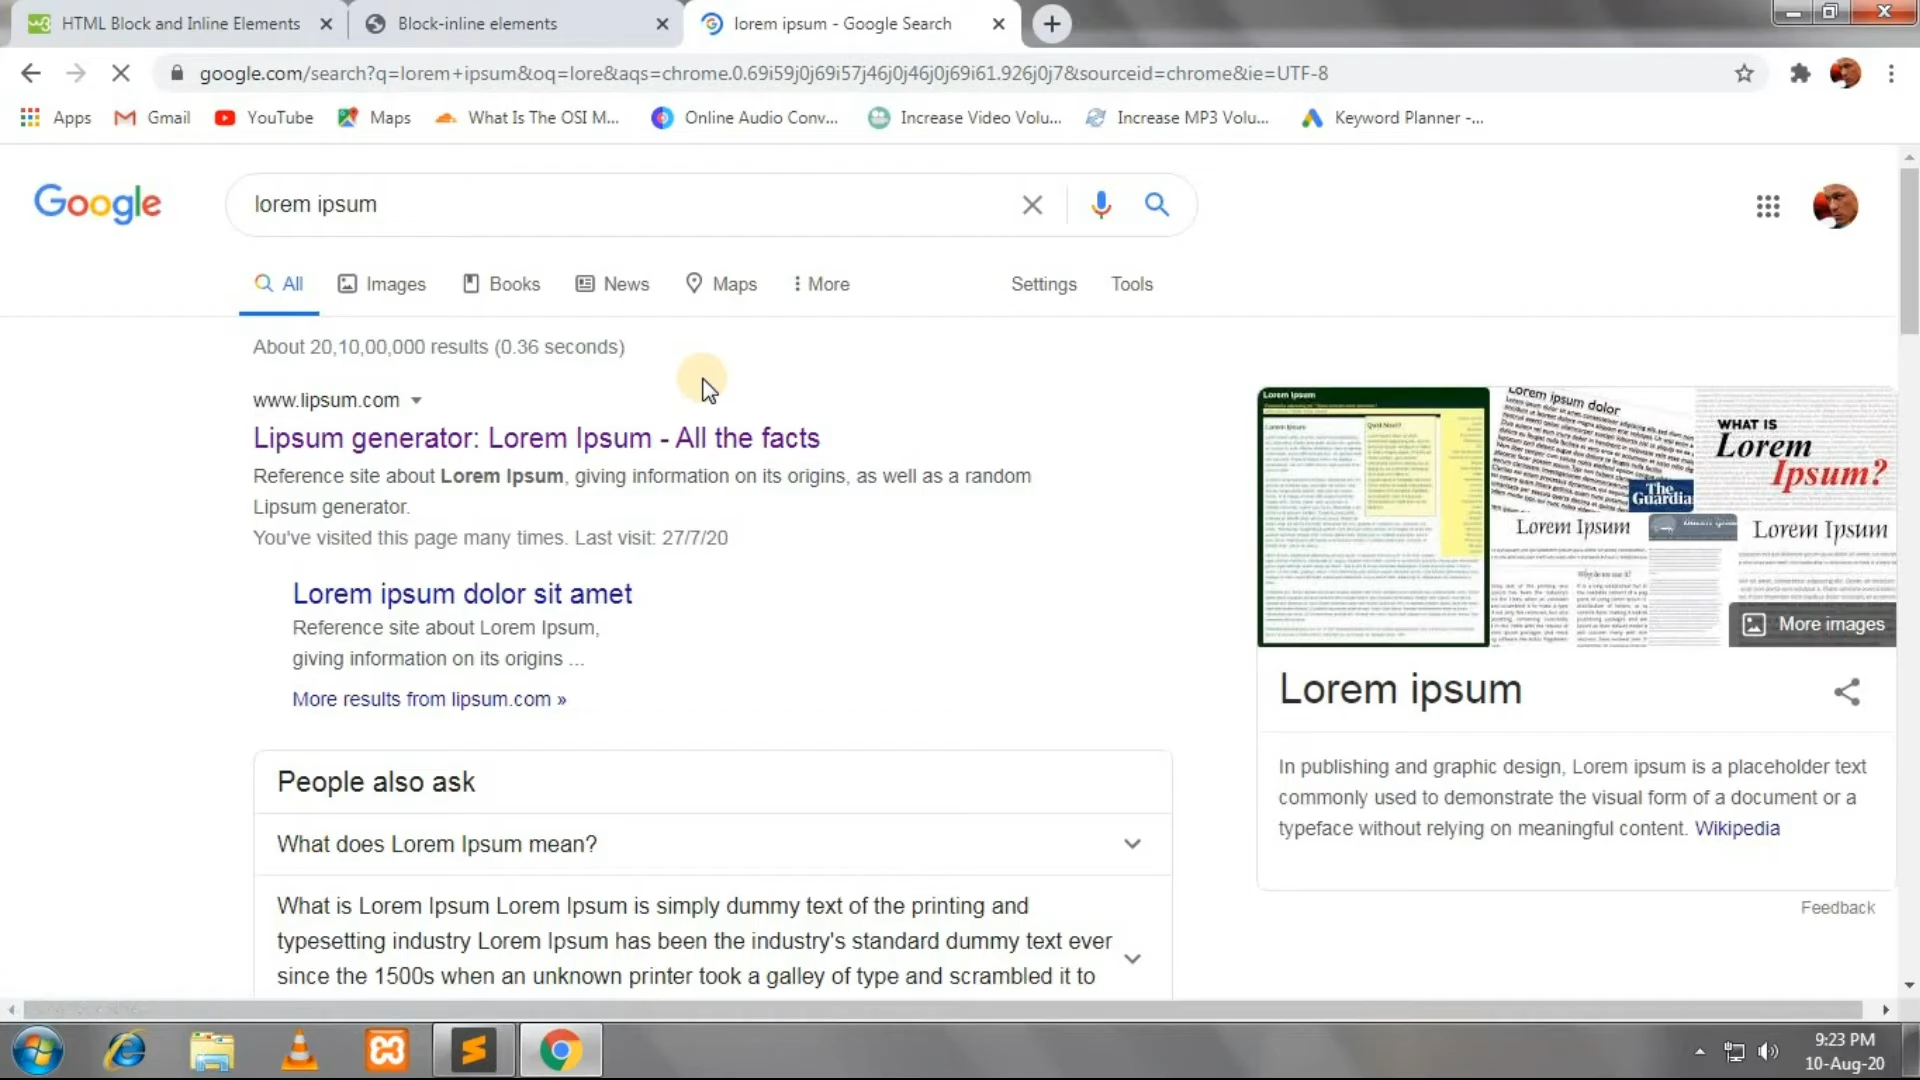 HTML Block and Inline Elements
Block-inline elements
lorem ipsum - Google Search
google.com/search?q=lorem+ipsum&oq=lore&aqs=chrome.0.69i59j0j69i57j46j0j46j0j69i61.926j0j7&sourceid=chrome&ie=UTF-8
Apps Gmail YouTube Maps What Is The OSI M... Online Audio Conv... Increase Video Volu... Increase MP3 Volu... Keyword Planner -...
Google
lorem ipsum
All Images Books News Maps More Settings Tools
About 20,10,00,000 results (0.36 seconds)
www.lipsum.com
Lipsum generator: Lorem Ipsum - All the facts
Reference site about Lorem Ipsum, giving information on its origins, as well as a random
Lipsum generator.
You've visited this page many times. Last visit: 27/7/20
Lorem ipsum dolor sit amet
Reference site about Lorem Ipsum,
giving information on its origins ...
More results from lipsum.com »
People also ask
What does Lorem Ipsum mean?
What is Lorem Ipsum Lorem Ipsum is simply dummy text of the printing and
typesetting industry Lorem Ipsum has been the industry's standard dummy text ever
since the 1500s when an unknown printer took a galley of type and scrambled it to
Lorem Ipsum
Lorem ipsum dolor
WHAT IS
Lorem
Ipsum?
The
Guardia
Lorem Ipsum
Lorem Ipsum
More images
Lorem ipsum
In publishing and graphic design, Lorem ipsum is a placeholder text
commonly used to demonstrate the visual form of a document or a
typeface without relying on meaningful content. Wikipedia
Feedback
9:23 PM
10-Aug-20